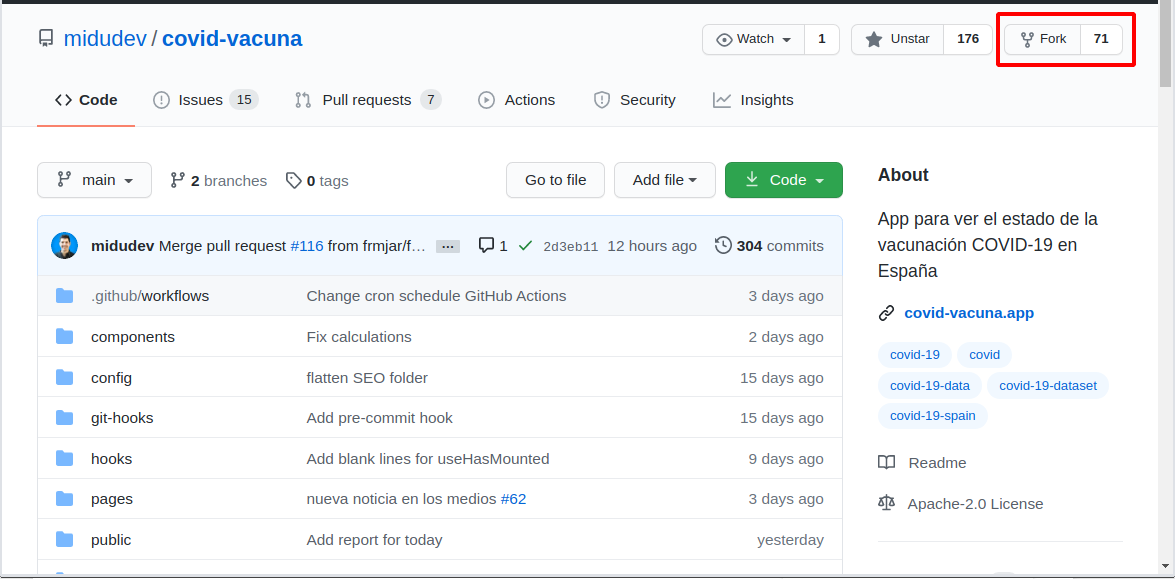 midudev / covid-vacuna
Watch 1 Unstar 176 Fork 71
Code Issues 15 Pull requests 7 Actions Security Insights
main 2 branches 0 tags Go to file Add file Code
midudev Merge pull request #116 from frmjar/f… ... 1 2d3eb11 12 hours ago 304 commits
.github/workflows Change cron schedule GitHub Actions 3 days ago
components Fix calculations 2 days ago
config flatten SEO folder 15 days ago
git-hooks Add pre-commit hook 15 days ago
hooks Add blank lines for useHasMounted 9 days ago
pages nueva noticia en los medios #62 3 days ago
public Add report for today yesterday
About
App para ver el estado de la
vacunación COVID-19 en
España
covid-vacuna.app
covid-19 covid
covid-19-data covid-19-dataset
covid-19-spain
Readme
Apache-2.0 License